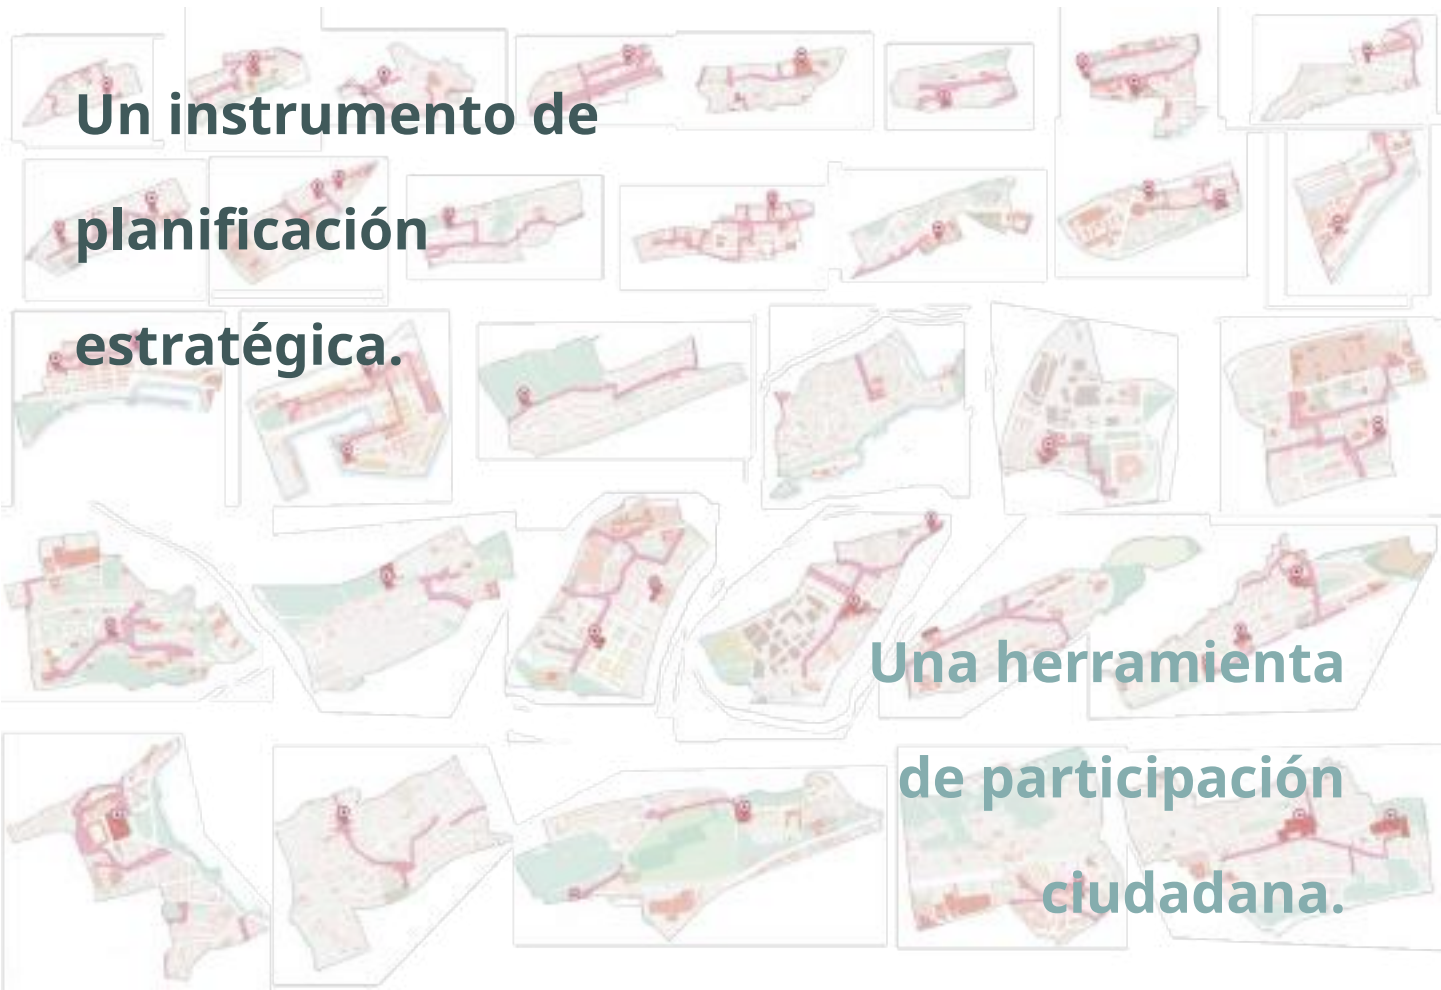 Un instrumento de
planificación
estratégica.
Una herramienta
de participación
ciudadana.